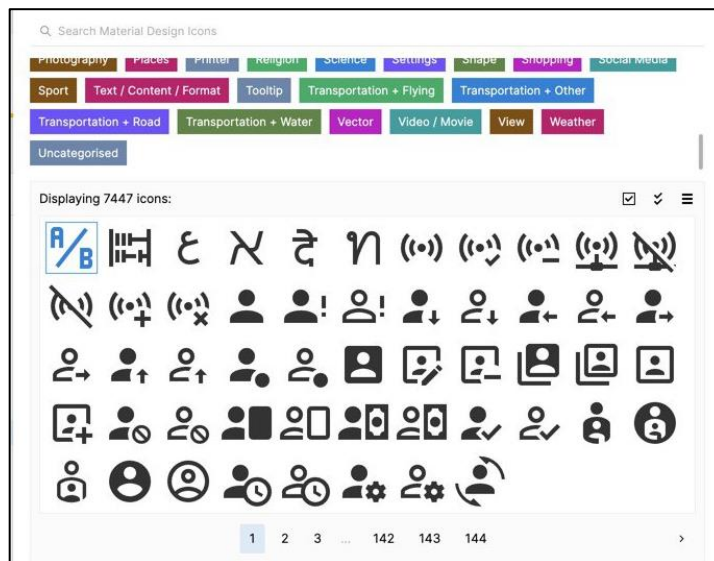 Search Material Design Icons
Photography Places Printer Religion Science Settings Shape Shopping Social Media
Sport Text / Content / Format Tooltip Transportation + Flying Transportation + Other
Transportation + Road Transportation + Water Vector Video / Movie View Weather
Uncategorised
Displaying 7447 icons:
A/B ع א ट ท
1 2 3 ... 142 143 144